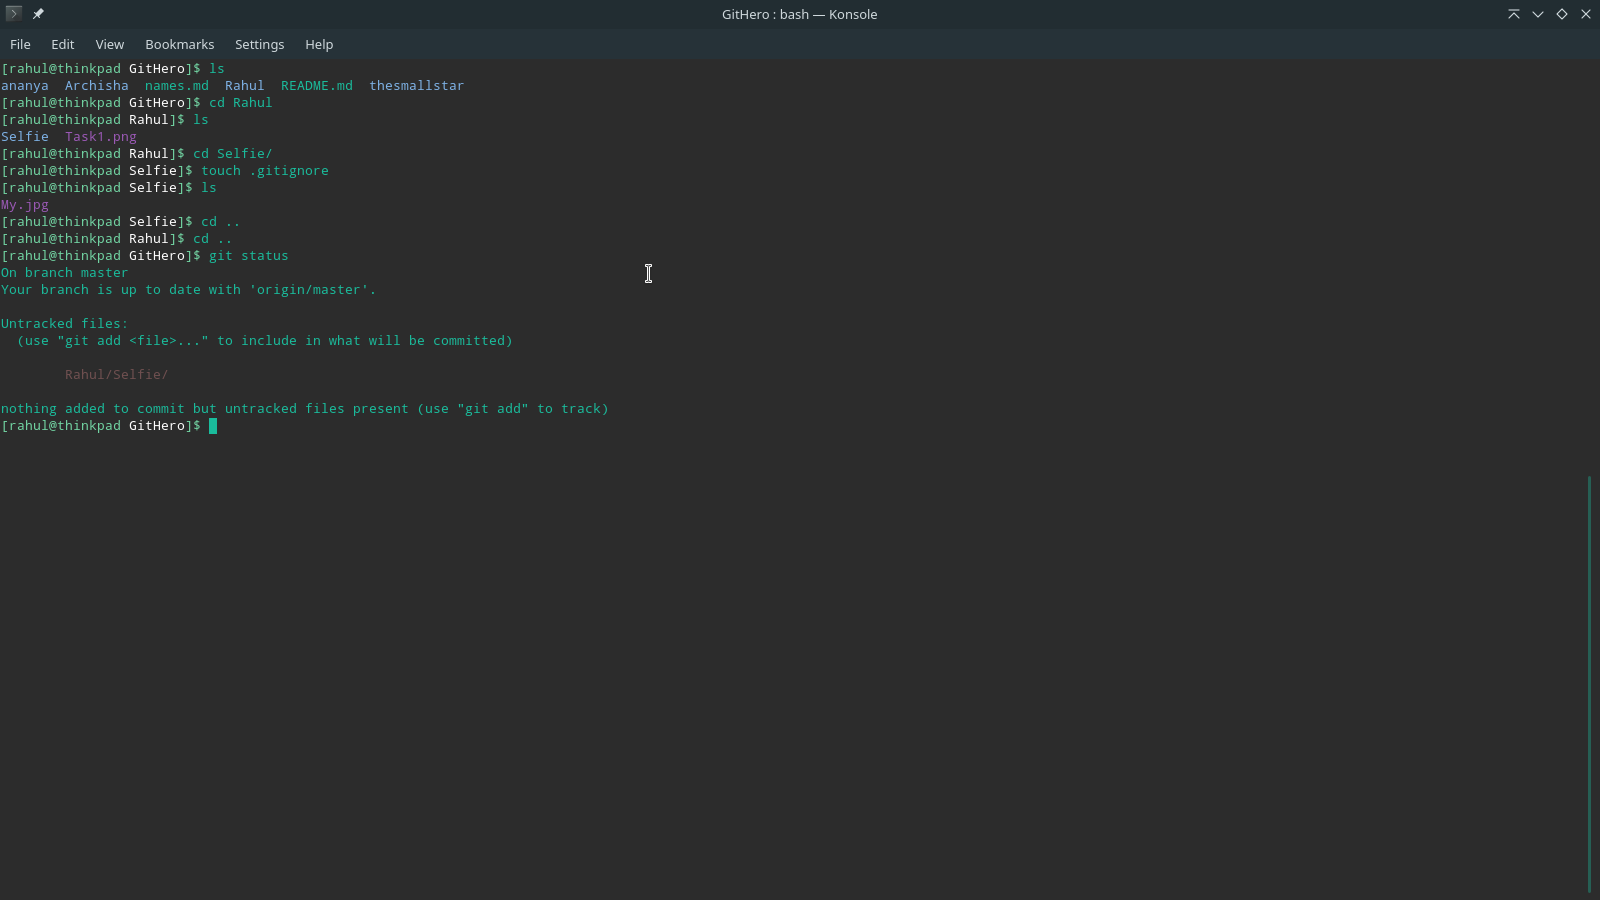 GitHero : bash — Konsole
File Edit View Bookmarks Settings Help
[rahul@thinkpad GitHero]$ ls
ananya  Archisha  names.md  Rahul  README.md  thesmallstar
[rahul@thinkpad GitHero]$ cd Rahul
[rahul@thinkpad Rahul]$ ls
Selfie  Task1.png
[rahul@thinkpad Rahul]$ cd Selfie/
[rahul@thinkpad Selfie]$ touch .gitignore
[rahul@thinkpad Selfie]$ ls
My.jpg
[rahul@thinkpad Selfie]$ cd ..
[rahul@thinkpad Rahul]$ cd ..
[rahul@thinkpad GitHero]$ git status
On branch master
Your branch is up to date with 'origin/master'.
Untracked files:
  (use "git add <file>..." to include in what will be committed)
        Rahul/Selfie/
nothing added to commit but untracked files present (use "git add" to track)
[rahul@thinkpad GitHero]$